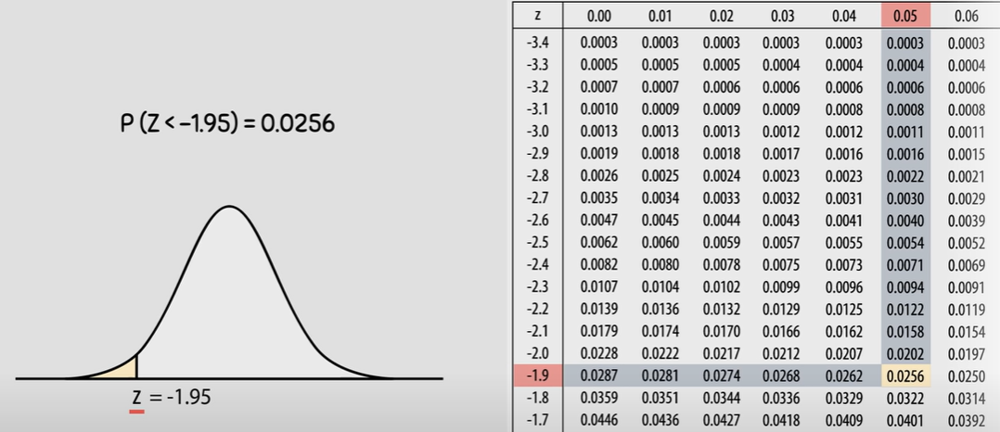 P (Z < –1.95) = 0.0256
z = -1.95
z 0.00 0.01 0.02 0.03 0.04 0.05 0.06
-3.4 0.0003 0.0003 0.0003 0.0003 0.0003 0.0003 0.0003
-3.3 0.0005 0.0005 0.0005 0.0004 0.0004 0.0004 0.0004
-3.2 0.0007 0.0007 0.0006 0.0006 0.0006 0.0006 0.0006
-3.1 0.0010 0.0009 0.0009 0.0009 0.0008 0.0008 0.0008
-3.0 0.0013 0.0013 0.0013 0.0012 0.0012 0.0011 0.0011
-2.9 0.0019 0.0018 0.0018 0.0017 0.0016 0.0016 0.0015
-2.8 0.0026 0.0025 0.0024 0.0023 0.0023 0.0022 0.0021
-2.7 0.0035 0.0034 0.0033 0.0032 0.0031 0.0030 0.0029
-2.6 0.0047 0.0045 0.0044 0.0043 0.0041 0.0040 0.0039
-2.5 0.0062 0.0060 0.0059 0.0057 0.0055 0.0054 0.0052
-2.4 0.0082 0.0080 0.0078 0.0075 0.0073 0.0071 0.0069
-2.3 0.0107 0.0104 0.0102 0.0099 0.0096 0.0094 0.0091
-2.2 0.0139 0.0136 0.0132 0.0129 0.0125 0.0122 0.0119
-2.1 0.0179 0.0174 0.0170 0.0166 0.0162 0.0158 0.0154
-2.0 0.0228 0.0222 0.0217 0.0212 0.0207 0.0202 0.0197
-1.9 0.0287 0.0281 0.0274 0.0268 0.0262 0.0256 0.0250
-1.8 0.0359 0.0351 0.0344 0.0336 0.0329 0.0322 0.0314
-1.7 0.0446 0.0436 0.0427 0.0418 0.0409 0.0401 0.0392